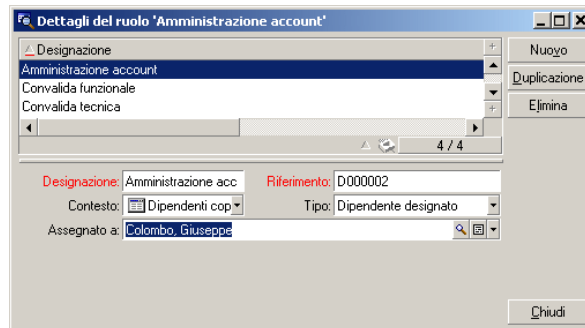 Dettagli del ruolo 'Amministrazione account'
Designazione
Nuovo
Amministrazione account
Convalida funzionale
Duplicazione
Convalida tecnica
Elimina
4 / 4
Designazione: Amministrazione acc Riferimento: D000002
Contesto: Dipendenti cop Tipo: Dipendente designato
Assegnato a: Colombo, Giuseppe
Chiudi